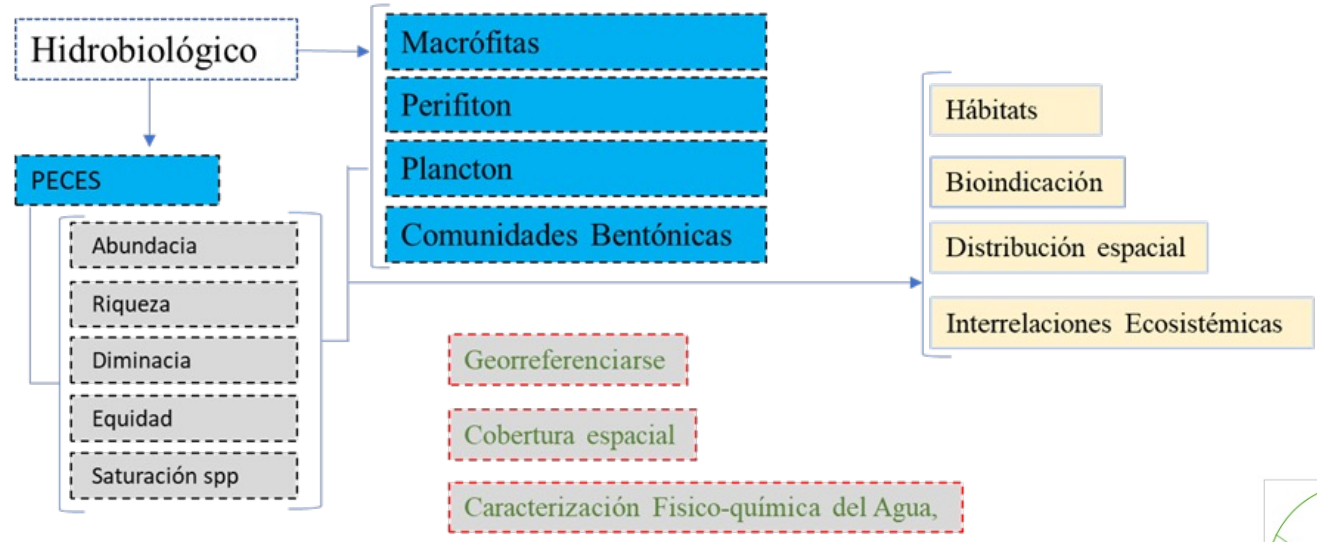 Hidrobiológico
Macrófitas
Perifiton
Plancton
Comunidades Bentónicas
PECES
Abundacia
Riqueza
Diminacia
Equidad
Saturación spp
Hábitats
Bioindicación
Distribución espacial
Interrelaciones Ecosistémicas
Georreferenciarse
Cobertura espacial
Caracterización Fisico-química del Agua,